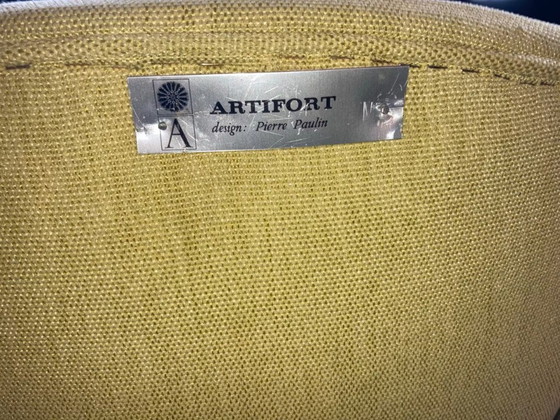 ARTIFORT
design: Pierre Paulin
A